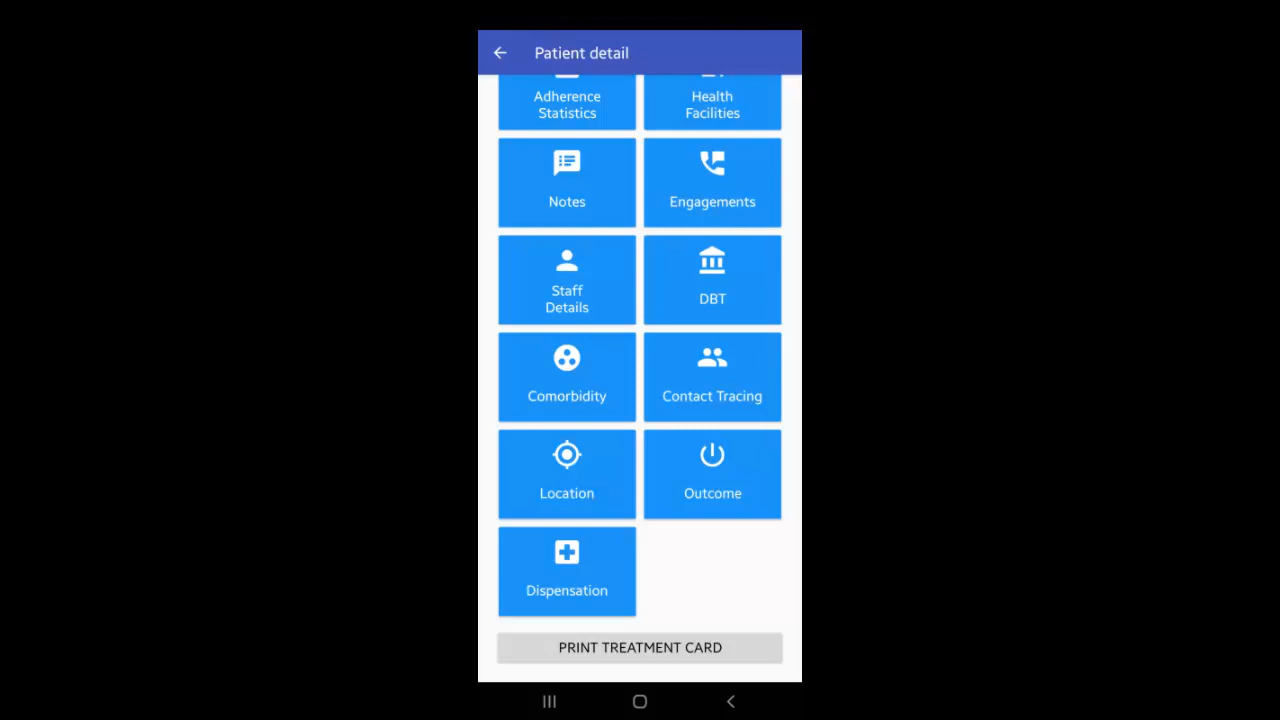 Patient detail
Adherence
Statistics
Health
Facilities
Notes
Engagements
Staff
Details
DBT
Comorbidity
Contact Tracing
Location
Outcome
Dispensation
PRINT TREATMENT CARD